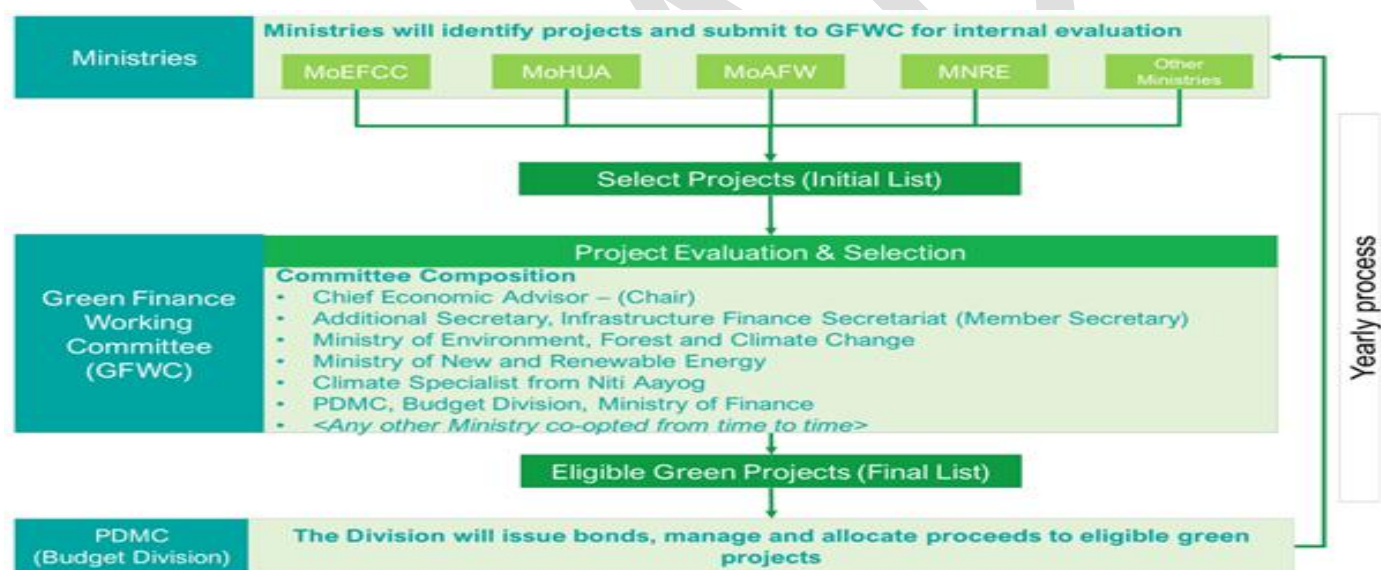 Ministries
Ministries will identify projects and submit to GFWC for internal evaluation
MoEFCC
MoHUA
MoAFW
MNRE
Other
Ministries
Select Projects (Initial List)
Green Finance
Working
Committee
(GFWC)
Project Evaluation & Selection
Committee Composition
• Chief Economic Advisor – (Chair)
• Additional Secretary, Infrastructure Finance Secretariat (Member Secretary)
• Ministry of Environment, Forest and Climate Change
• Ministry of New and Renewable Energy
• Climate Specialist from Niti Aayog
• PDMC, Budget Division, Ministry of Finance
• <Any other Ministry co-opted from time to time>
Eligible Green Projects (Final List)
PDMC
(Budget Division)
The Division will issue bonds, manage and allocate proceeds to eligible green
projects
Yearly process